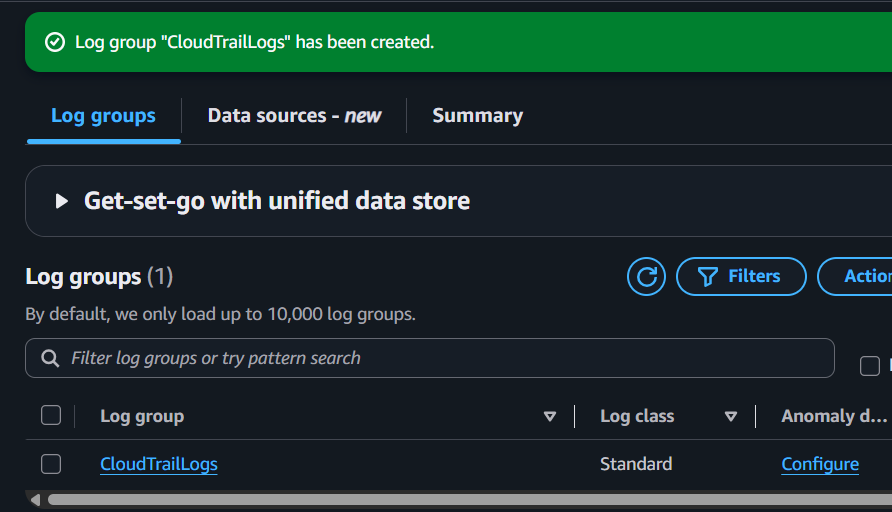 Log group "CloudTrailLogs" has been created.
Log groups
Data sources - new
Summary
Get-set-go with unified data store
Log groups (1)
Filters
Actio
By default, we only load up to 10,000 log groups.
Filter log groups or try pattern search
Log group
Log class
Anomaly d...
CloudTrailLogs
Standard
Configure